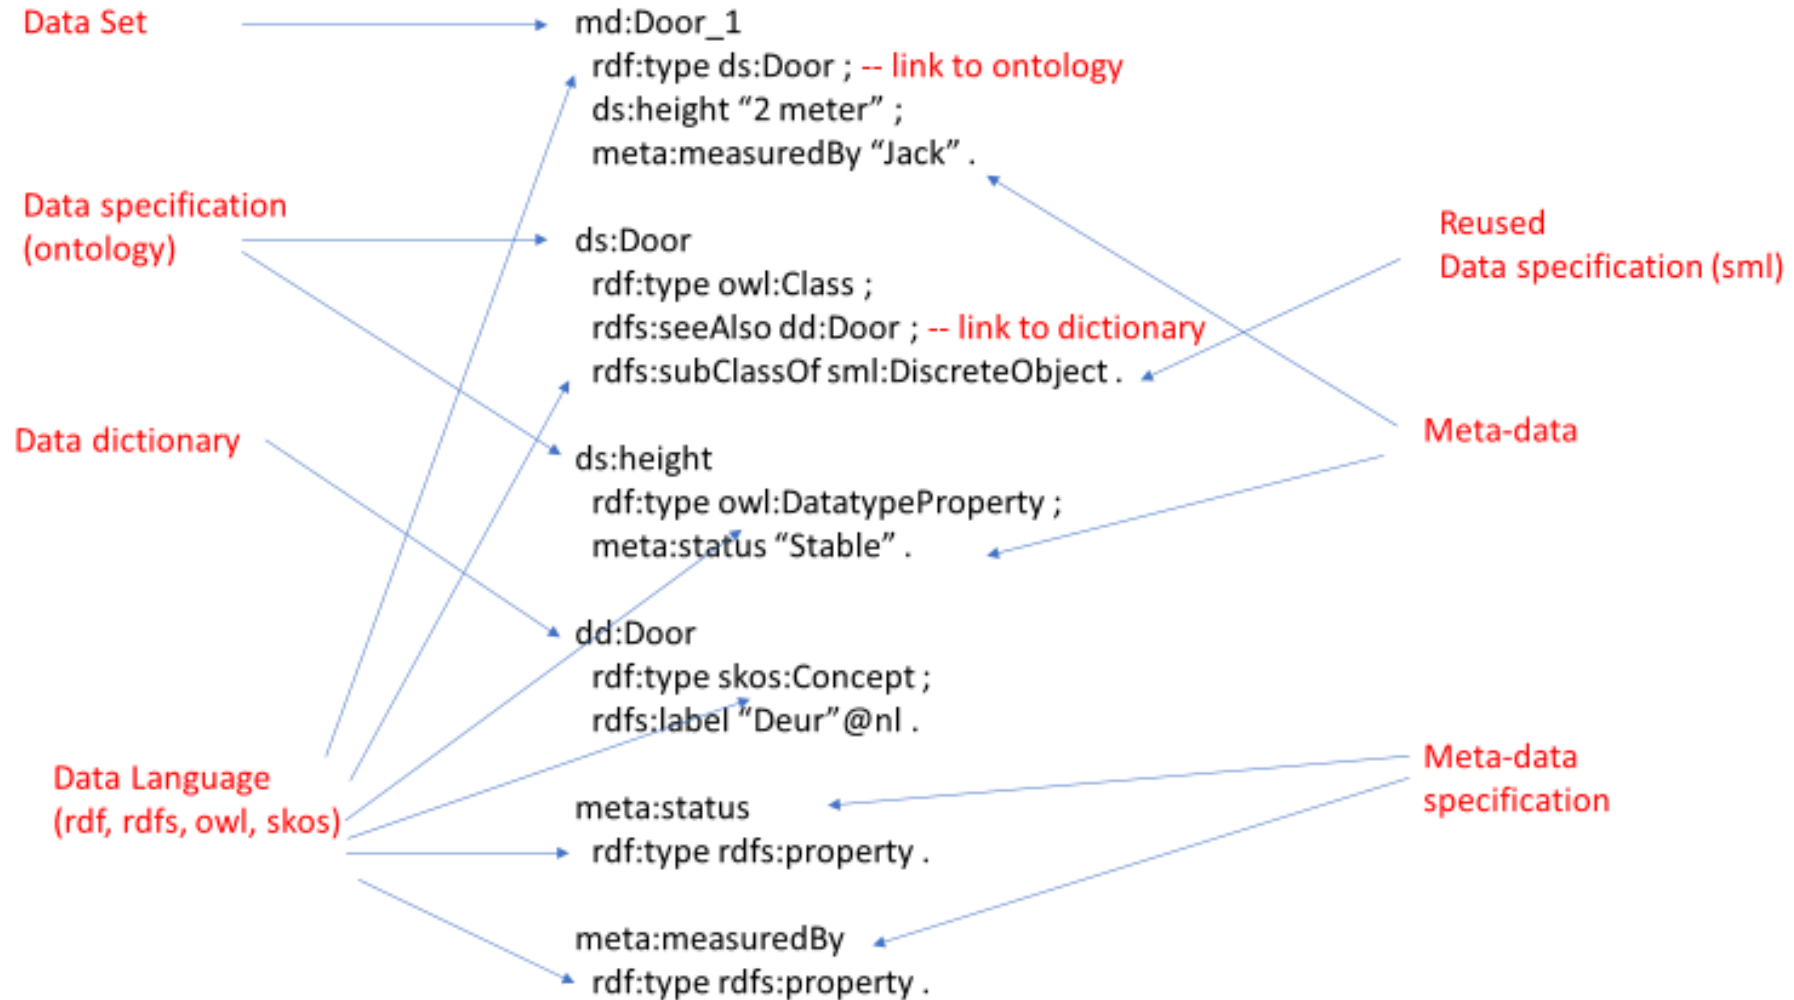 Data Set
md:Door_1
rdf:type ds:Door ; -- link to ontology
ds:height “2 meter” ;
meta:measuredBy “Jack” .
Data specification
(ontology)
ds:Door
rdf:type owl:Class ;
rdfs:seeAlso dd:Door ; -- link to dictionary
rdfs:subClassOf sml:DiscreteObject .
Reused
Data specification (sml)
Data dictionary
ds:height
rdf:type owl:DatatypeProperty ;
meta:status “Stable” .
Meta-data
dd:Door
rdf:type skos:Concept ;
rdfs:label “Deur”@nl .
Data Language
(rdf, rdfs, owl, skos)
meta:status
rdf:type rdfs:property .
Meta-data
specification
meta:measuredBy
rdf:type rdfs:property .